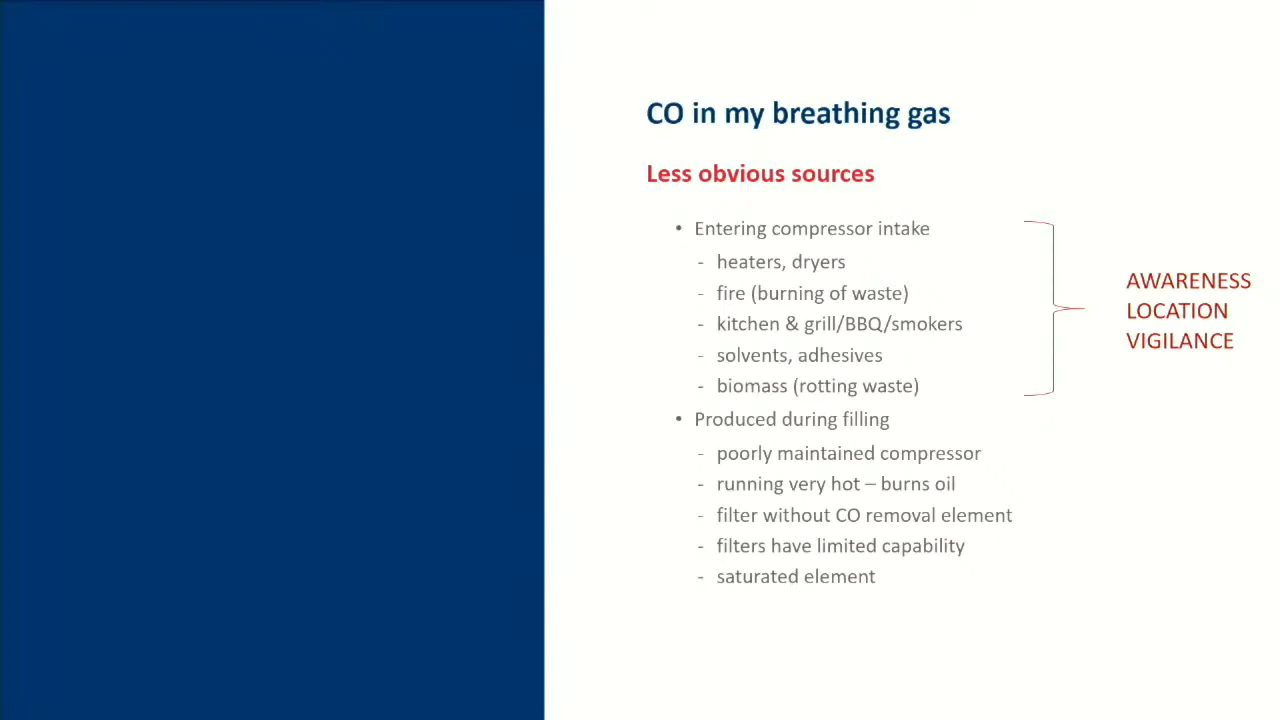 CO in my breathing gas
Less obvious sources
• Entering compressor intake
- heaters, dryers
- fire (burning of waste)
- kitchen & grill/BBQ/smokers
- solvents, adhesives
- biomass (rotting waste)
AWARENESS
LOCATION
VIGILANCE
• Produced during filling
- poorly maintained compressor
- running very hot – burns oil
- filter without CO removal element
- filters have limited capability
- saturated element